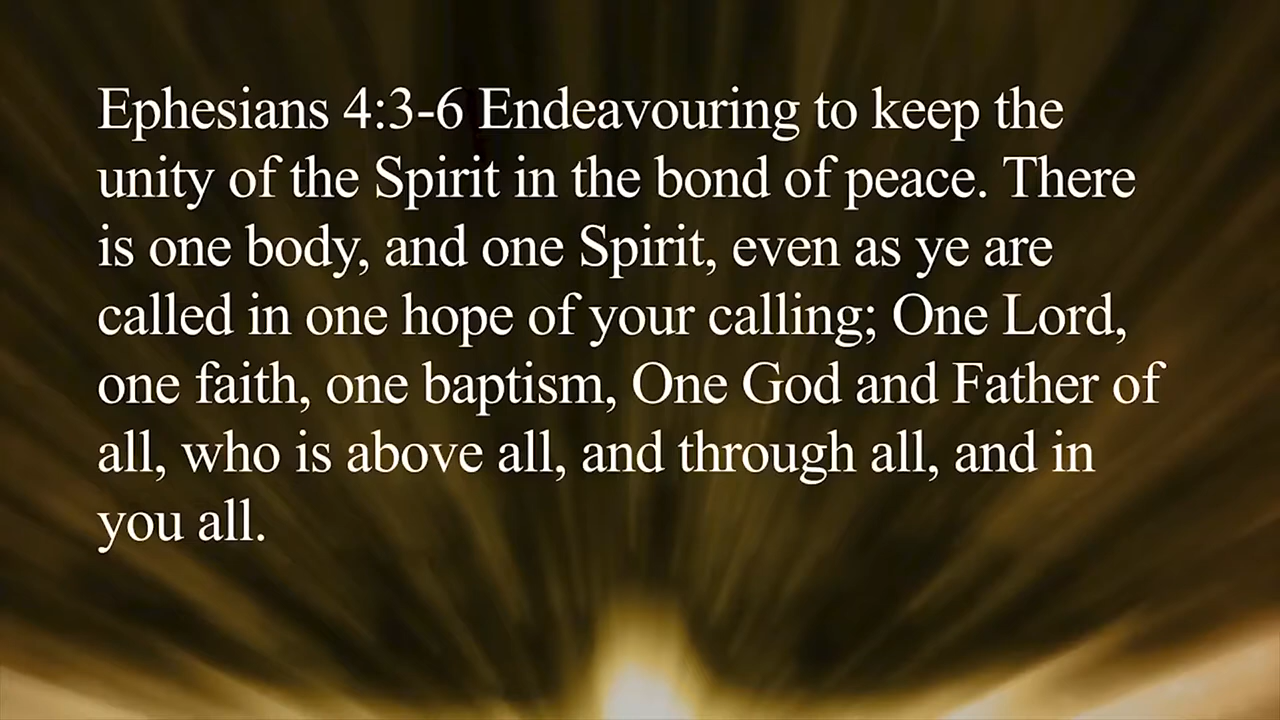 Ephesians 4:3-6 Endeavouring to keep the
unity of the Spirit in the bond of peace. There
is one body, and one Spirit, even as ye are
called in one hope of your calling; One Lord,
one faith, one baptism, One God and Father of
all, who is above all, and through all, and in
you all.